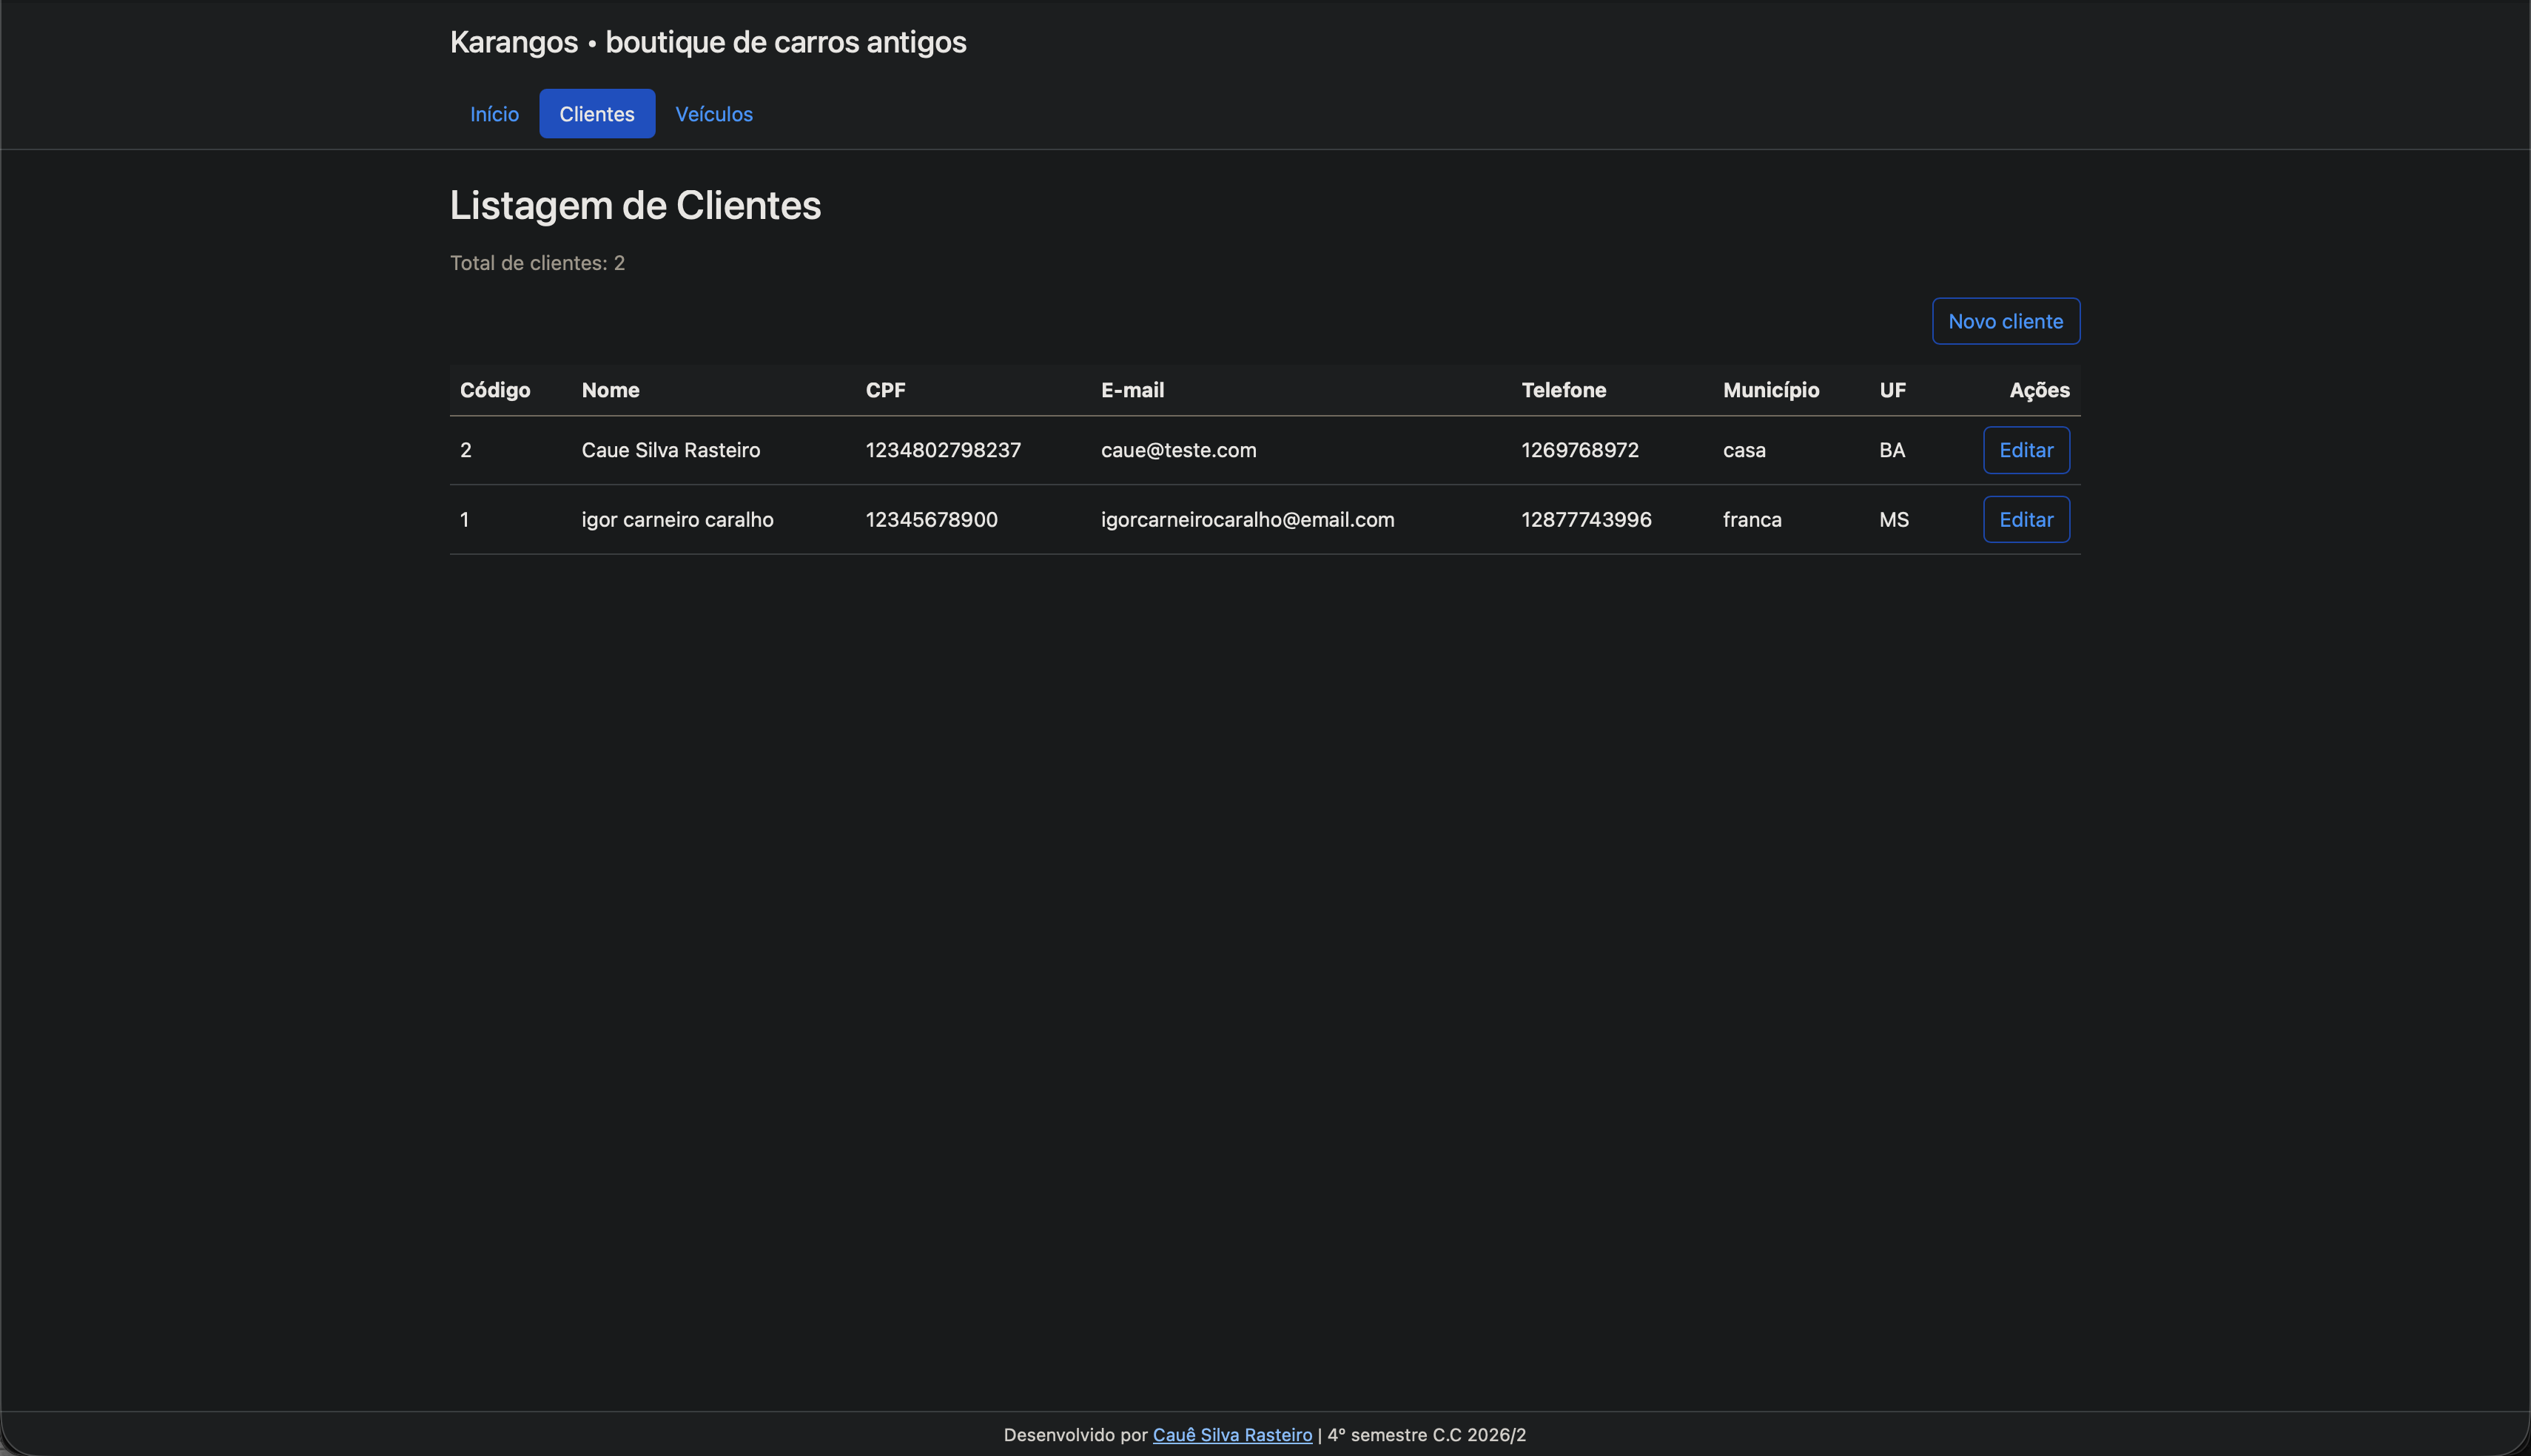 Karangos • boutique de carros antigos
Início Clientes Veículos
Listagem de Clientes
Total de clientes: 2
Novo cliente
Código Nome CPF E-mail Telefone Município UF Ações
2 Caue Silva Rasteiro 1234802798237 caue@teste.com 1269768972 casa BA Editar
1 igor carneiro caralho 12345678900 igorcarneirocaralho@email.com 12877743996 franca MS Editar
Desenvolvido por Cauê Silva Rasteiro | 4º semestre C.C 2026/2